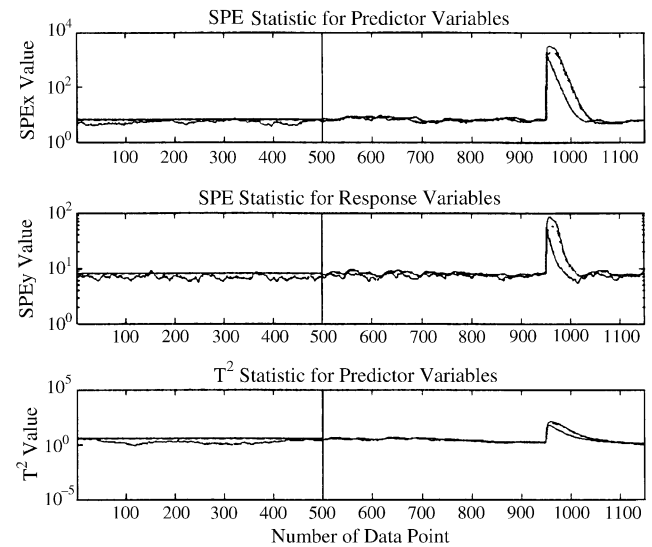 SPE Statistic for Predictor Variables
10^4
10^2
10^0
SPEx Value
100 200 300 400 500 600 700 800 900 1000 1100
SPE Statistic for Response Variables
10^2
10^1
10^0
SPEy Value
100 200 300 400 500 600 700 800 900 1000 1100
T^2 Statistic for Predictor Variables
10^5
10^0
10^−5
T^2 Value
100 200 300 400 500 600 700 800 900 1000 1100
Number of Data Point